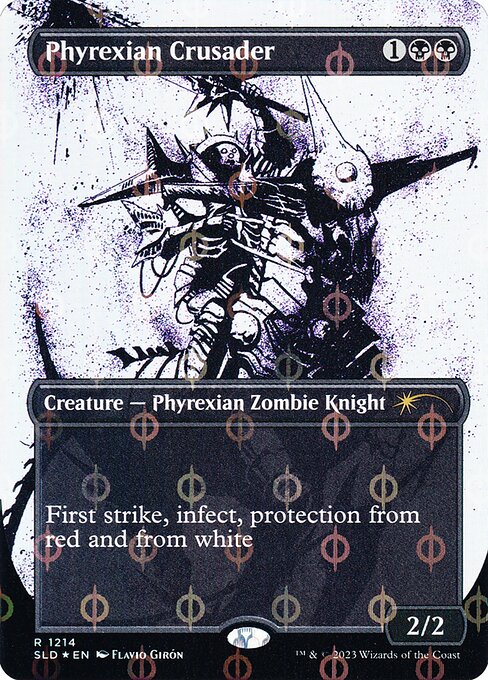 Phyrexian Crusader 1
Creature — Phyrexian Zombie Knight
First strike, infect, protection from
red and from white
2/2
R 1214
SLD ★ EN Flavio Girón
™ & © 2023 Wizards of the Coast